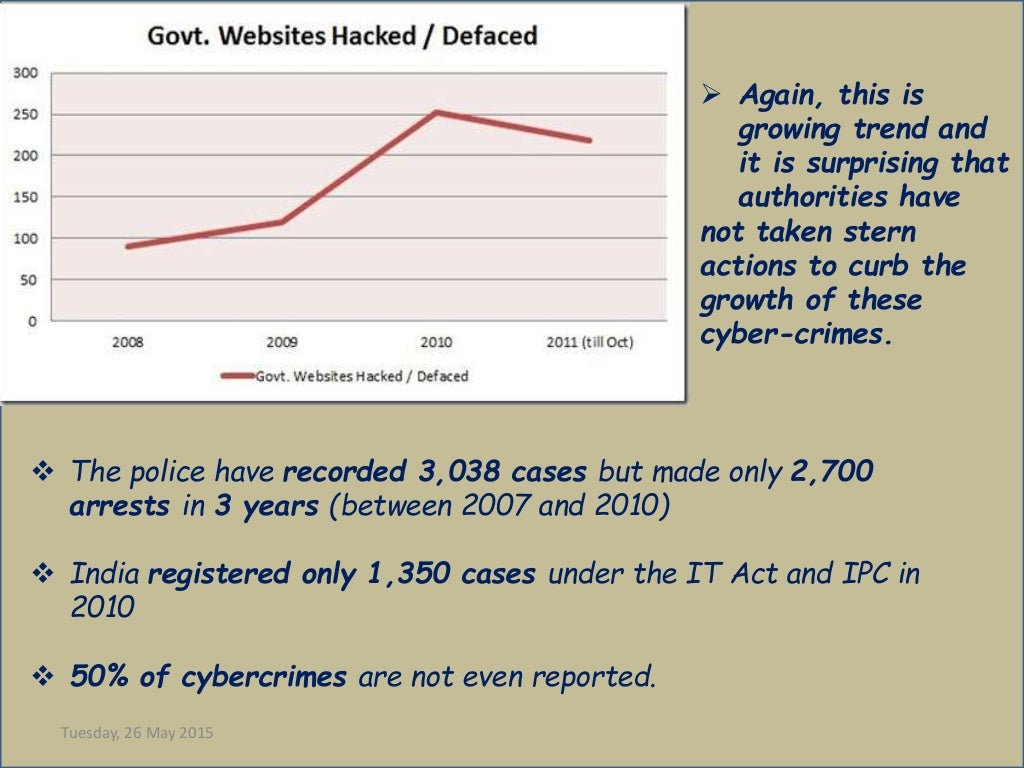 Govt. Websites Hacked / Defaced
300
250
200
150
100
50
0
2008 2009 2010 2011 (till Oct)
Govt. Websites Hacked / Defaced
➢ Again, this is
growing trend and
it is surprising that
authorities have
not taken stern
actions to curb the
growth of these
cyber-crimes.
❖ The police have recorded 3,038 cases but made only 2,700
arrests in 3 years (between 2007 and 2010)
❖ India registered only 1,350 cases under the IT Act and IPC in
2010
❖ 50% of cybercrimes are not even reported.
Tuesday, 26 May 2015